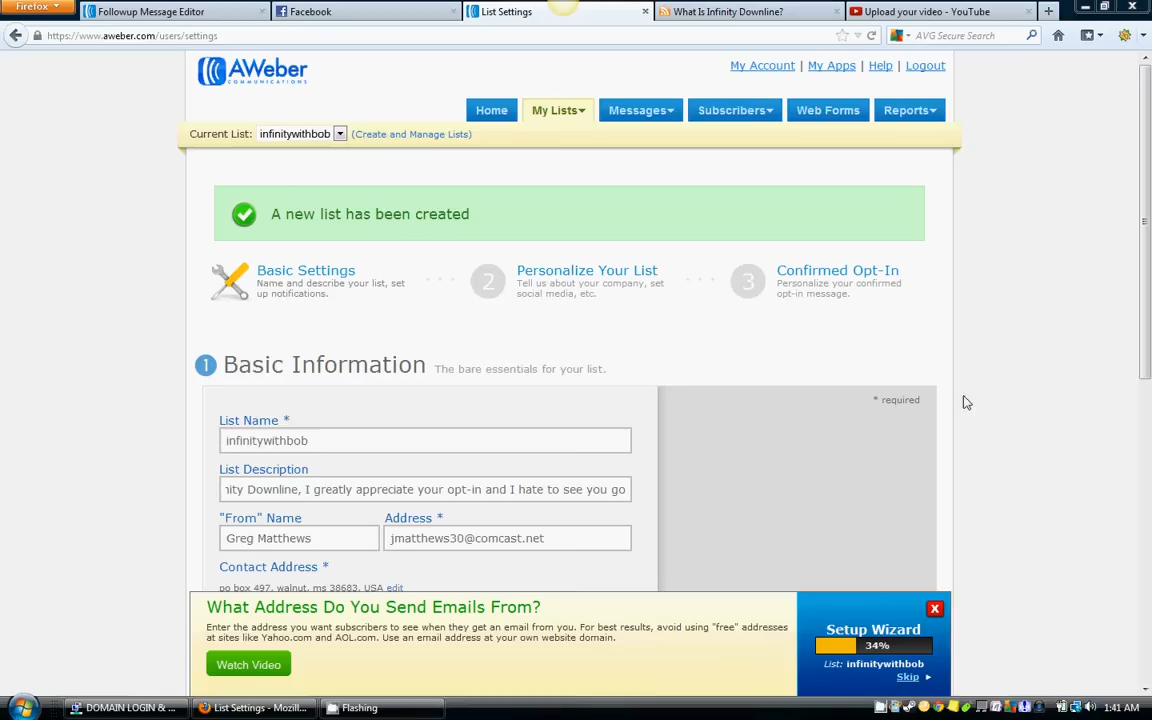 Firefox
Followup Message Editor
Facebook
List Settings
What Is Infinity Downline?
Upload your video - YouTube
https://www.aweber.com/users/settings
AVG Secure Search
AWeber
COMMUNICATIONS
My Account | My Apps | Help | Logout
Home
My Lists
Messages
Subscribers
Web Forms
Reports
Current List: infinitywithbob (Create and Manage Lists)
A new list has been created
Basic Settings
Name and describe your list, set
up notifications.
2
Personalize Your List
Tell us about your company, set
social media, etc.
3
Confirmed Opt-In
Personalize your confirmed
opt-in message.
1 Basic Information The bare essentials for your list.
* required
List Name *
infinitywithbob
List Description
nity Downline, I greatly appreciate your opt-in and I hate to see you go
"From" Name
Address *
Greg Matthews
jmatthews30@comcast.net
Contact Address *
po box 497, walnut, ms 38683, USA edit
What Address Do You Send Emails From?
Enter the address you want subscribers to see when they get an email from you. For best results, avoid using "free" addresses
at sites like Yahoo.com and AOL.com. Use an email address at your own website domain.
Watch Video
X
Setup Wizard
34%
List: infinitywithbob
Skip
DOMAIN LOGIN & ...
List Settings - Mozill...
Flashing
1:41 AM